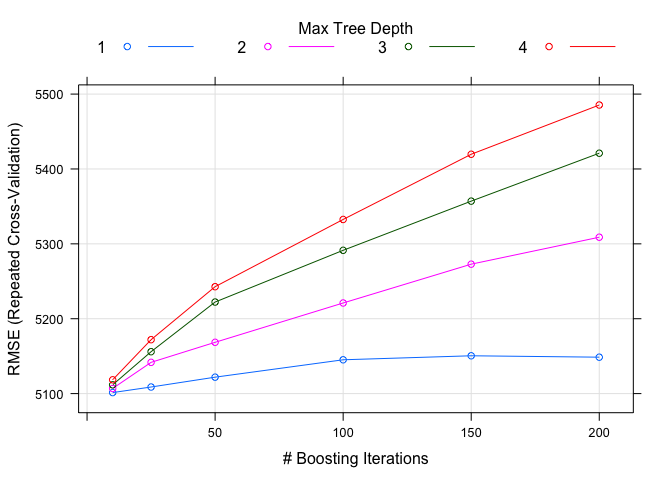 Max Tree Depth
1 2 3 4
5500
5400
5300
5200
5100
RMSE (Repeated Cross-Validation)
50 100 150 200
# Boosting Iterations